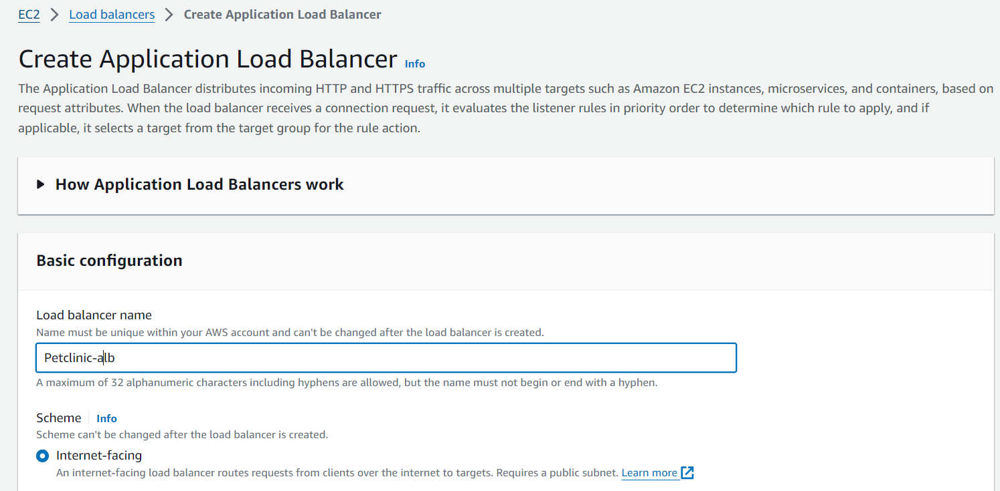 EC2 > Load balancers > Create Application Load Balancer
Create Application Load Balancer Info
The Application Load Balancer distributes incoming HTTP and HTTPS traffic across multiple targets such as Amazon EC2 instances, microservices, and containers, based on
request attributes. When the load balancer receives a connection request, it evaluates the listener rules in priority order to determine which rule to apply, and if
applicable, it selects a target from the target group for the rule action.
How Application Load Balancers work
Basic configuration
Load balancer name
Name must be unique within your AWS account and can't be changed after the load balancer is created.
Petclinic-alb
A maximum of 32 alphanumeric characters including hyphens are allowed, but the name must not begin or end with a hyphen.
Scheme Info
Scheme can't be changed after the load balancer is created.
Internet-facing
An internet-facing load balancer routes requests from clients over the internet to targets. Requires a public subnet. Learn more